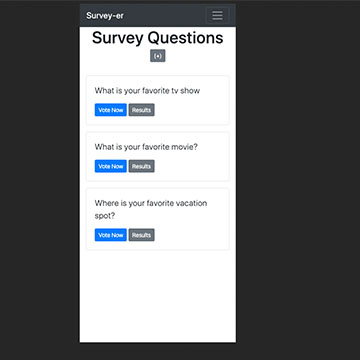 Survey-er
Survey Questions
(+)
What is your favorite tv show
Vote Now Results
What is your favorite movie?
Vote Now Results
Where is your favorite vacation
spot?
Vote Now Results